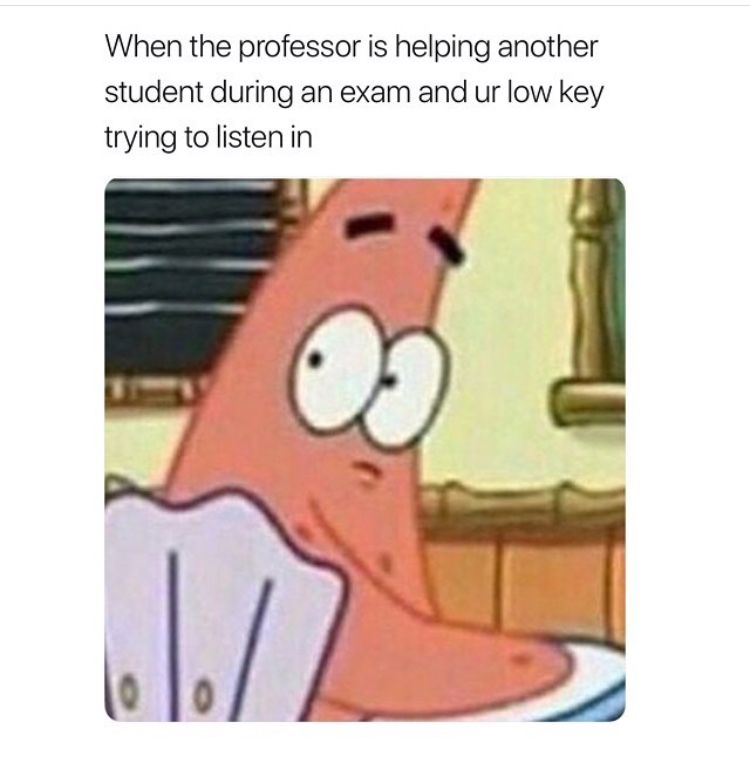 When the professor is helping another
student during an exam and ur low key
trying to listen in